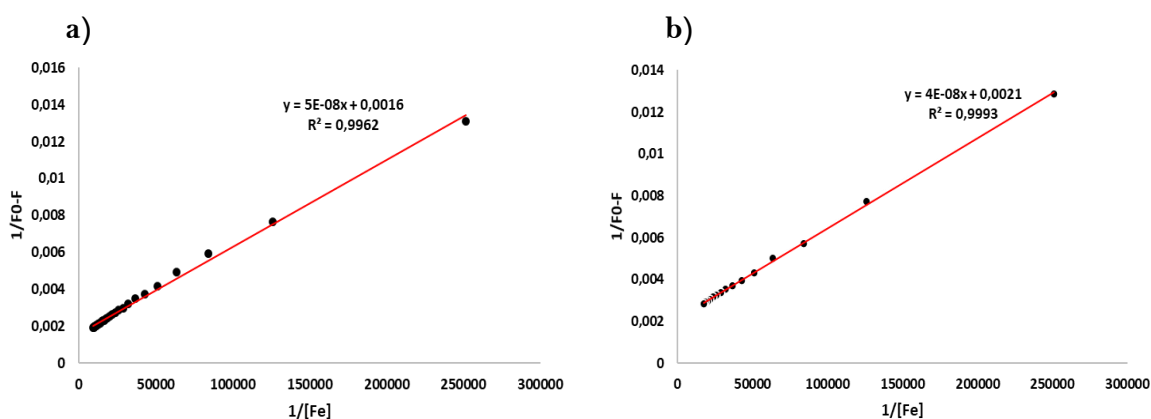 a)
0,016
0,014
0,012
0,01
0,008
0,006
0,004
0,002
0
1/F0-F
y = 5E-08x + 0,0016
R² = 0,9962
0 50000 100000 150000 200000 250000 300000
1/[Fe]
b)
0,014
0,012
0,01
0,008
0,006
0,004
0,002
0
1/F0-F
y = 4E-08x + 0,0021
R² = 0,9993
0 50000 100000 150000 200000 250000 300000
1/[Fe]